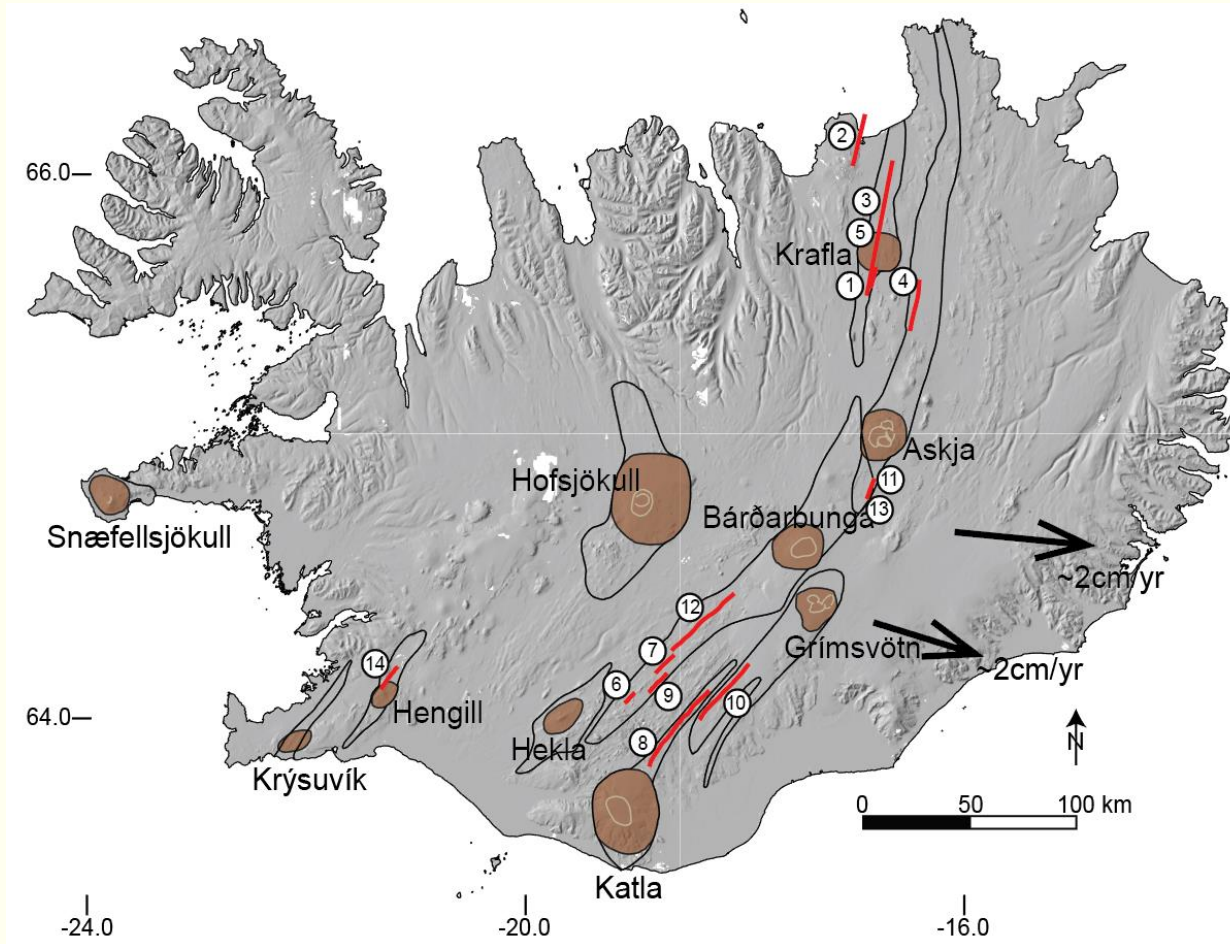 66.0
2
3
5
Krafla
1
4
Askja
Hofsjökull
11
Bárðarbunga
13
Snæfellsjökull
~2cm/yr
12
Grímsvötn
7
~2cm/yr
14
6
9
10
64.0
Hengill
Hekla
8
N
Krýsuvík
0 50 100 km
Katla
-24.0 -20.0 -16.0